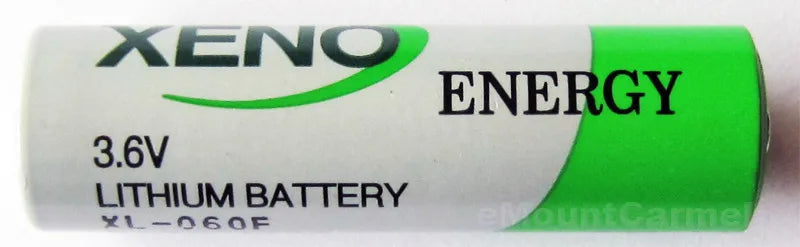 XENO
ENERGY
3.6V
LITHIUM BATTERY
XL-060F
eMountCarmel